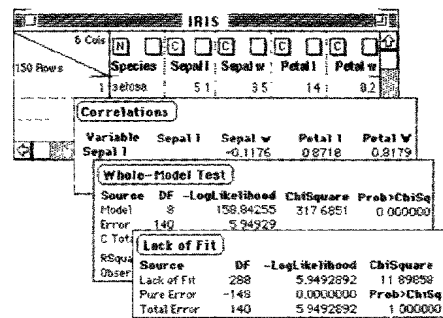 IRIS
6 Cols N C C C C
150 Rows Species Sepal l Sepal w Petal l Petal w
1 setosa 5.1 3.5 1.4 0.2
Correlations
Variable Sepal l Sepal w Petal l Petal w
Sepal l -0.1176 0.8718 0.8179
Whole-Model Test
Source DF -LogLikelihood ChiSquare Prob>ChiSq
Model 8 158.84255 317.6851 0.000000
Error 140 5.94929
C Tota
RSqua
Obser
Lack of Fit
Source DF -LogLikelihood ChiSquare
Lack of Fit 288 5.9492892 11.89858
Pure Error -148 0.0000000 Prob>ChiSq
Total Error 140 5.9492892 1.000000